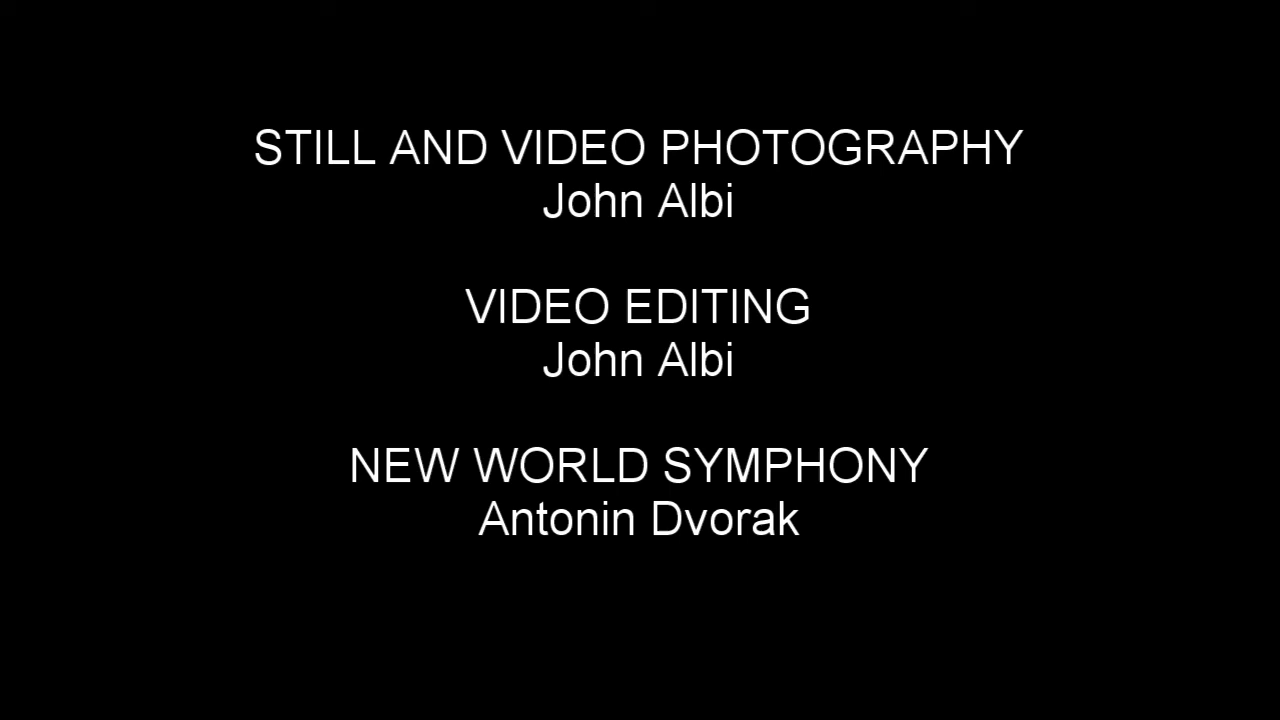 STILL AND VIDEO PHOTOGRAPHY
John Albi
VIDEO EDITING
John Albi
NEW WORLD SYMPHONY
Antonin Dvorak